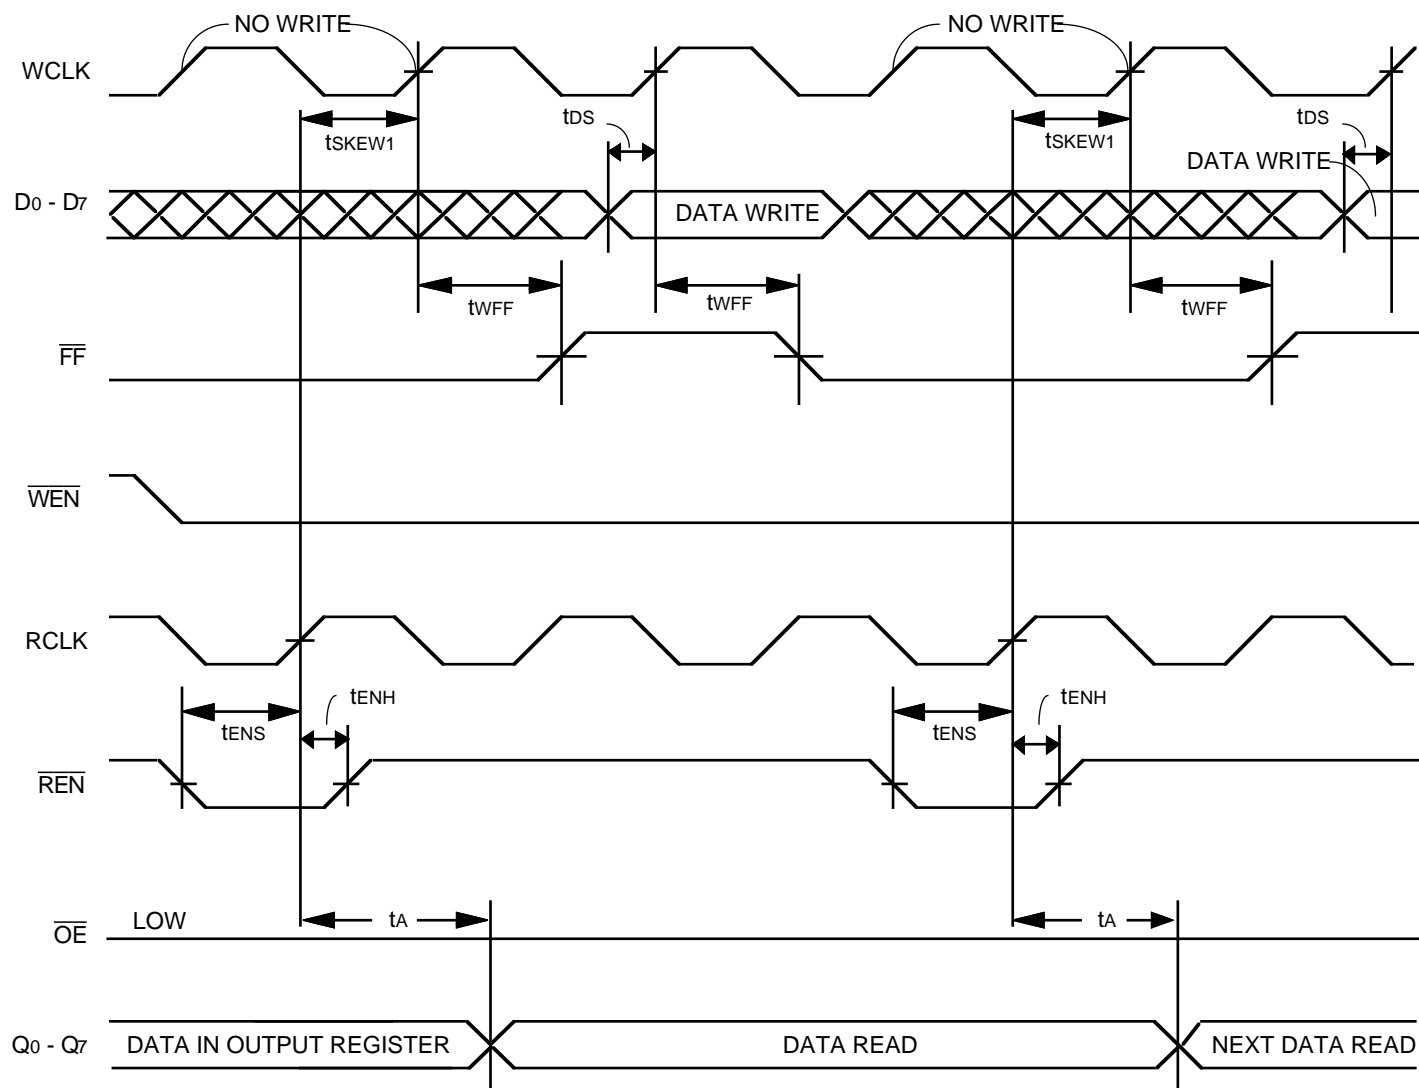 NO WRITE
NO WRITE
WCLK
tDS
tDS
tSKEW1
tSKEW1
DATA WRITE
D0 - D7
DATA WRITE
tWFF
tWFF
tWFF
FF
WEN
RCLK
tENH
tENH
tENS
tENS
REN
LOW
tA
tA
OE
Q0 - Q7
DATA IN OUTPUT REGISTER
DATA READ
NEXT DATA READ